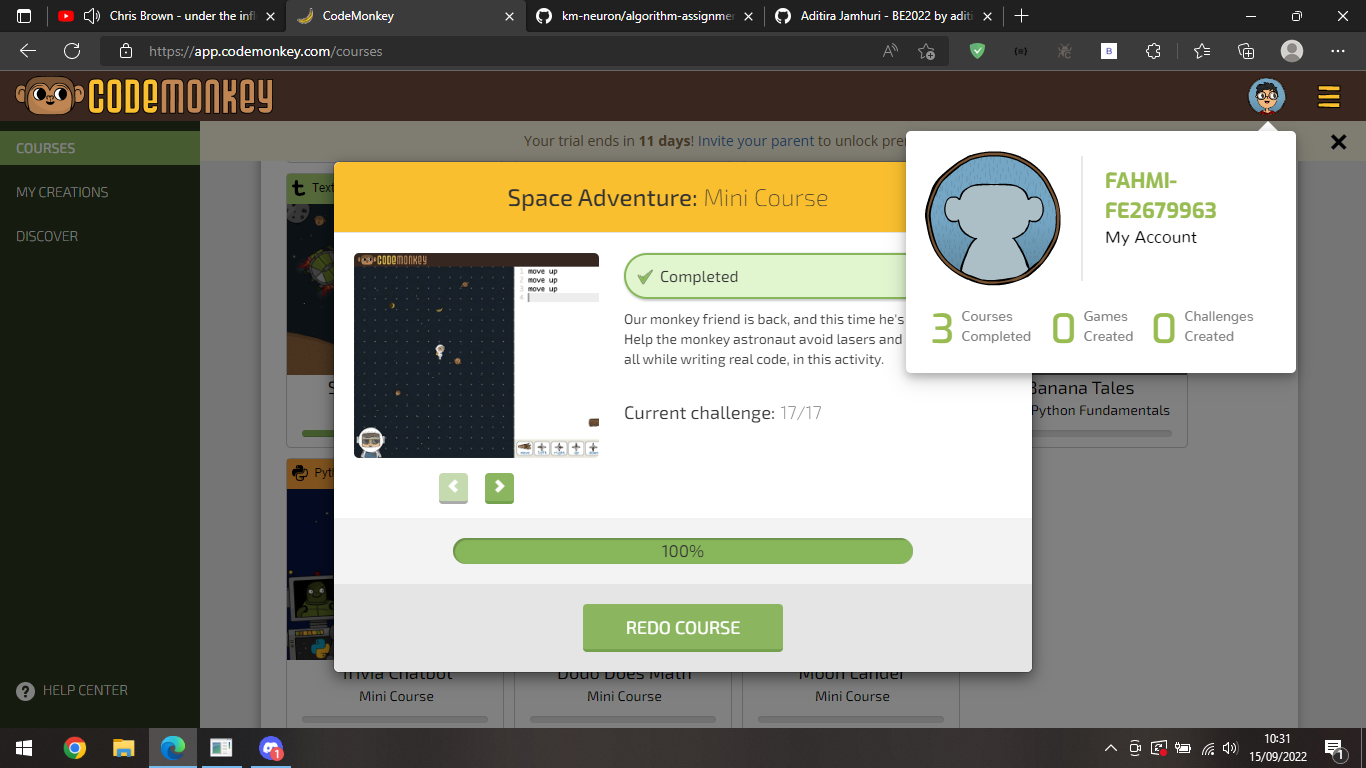 Chris Brown - under the infl
CodeMonkey
km-neuron/algorithm-assignmen
Aditira Jamhuri - BE2022 by aditi
https://app.codemonkey.com/courses
CODEMONKEY
COURSES
MY CREATIONS
DISCOVER
HELP CENTER
Your trial ends in 11 days! Invite your parent to unlock pre
FAHMI-
FE2679963
My Account
3 Courses Completed
0 Games Created
0 Challenges Created
Text
Space Adventure: Mini Course
CODEMONKEY
1 move up
2 move up
3 move up
4
Completed
Our monkey friend is back, and this time he's
Help the monkey astronaut avoid lasers and
all while writing real code, in this activity.
Current challenge: 17/17
100%
REDO COURSE
Banana Tales
Python Fundamentals
Pyth
Trivia Chatbot
Mini Course
Dodo Does Math
Mini Course
Moon Lander
Mini Course
10:31
15/09/2022